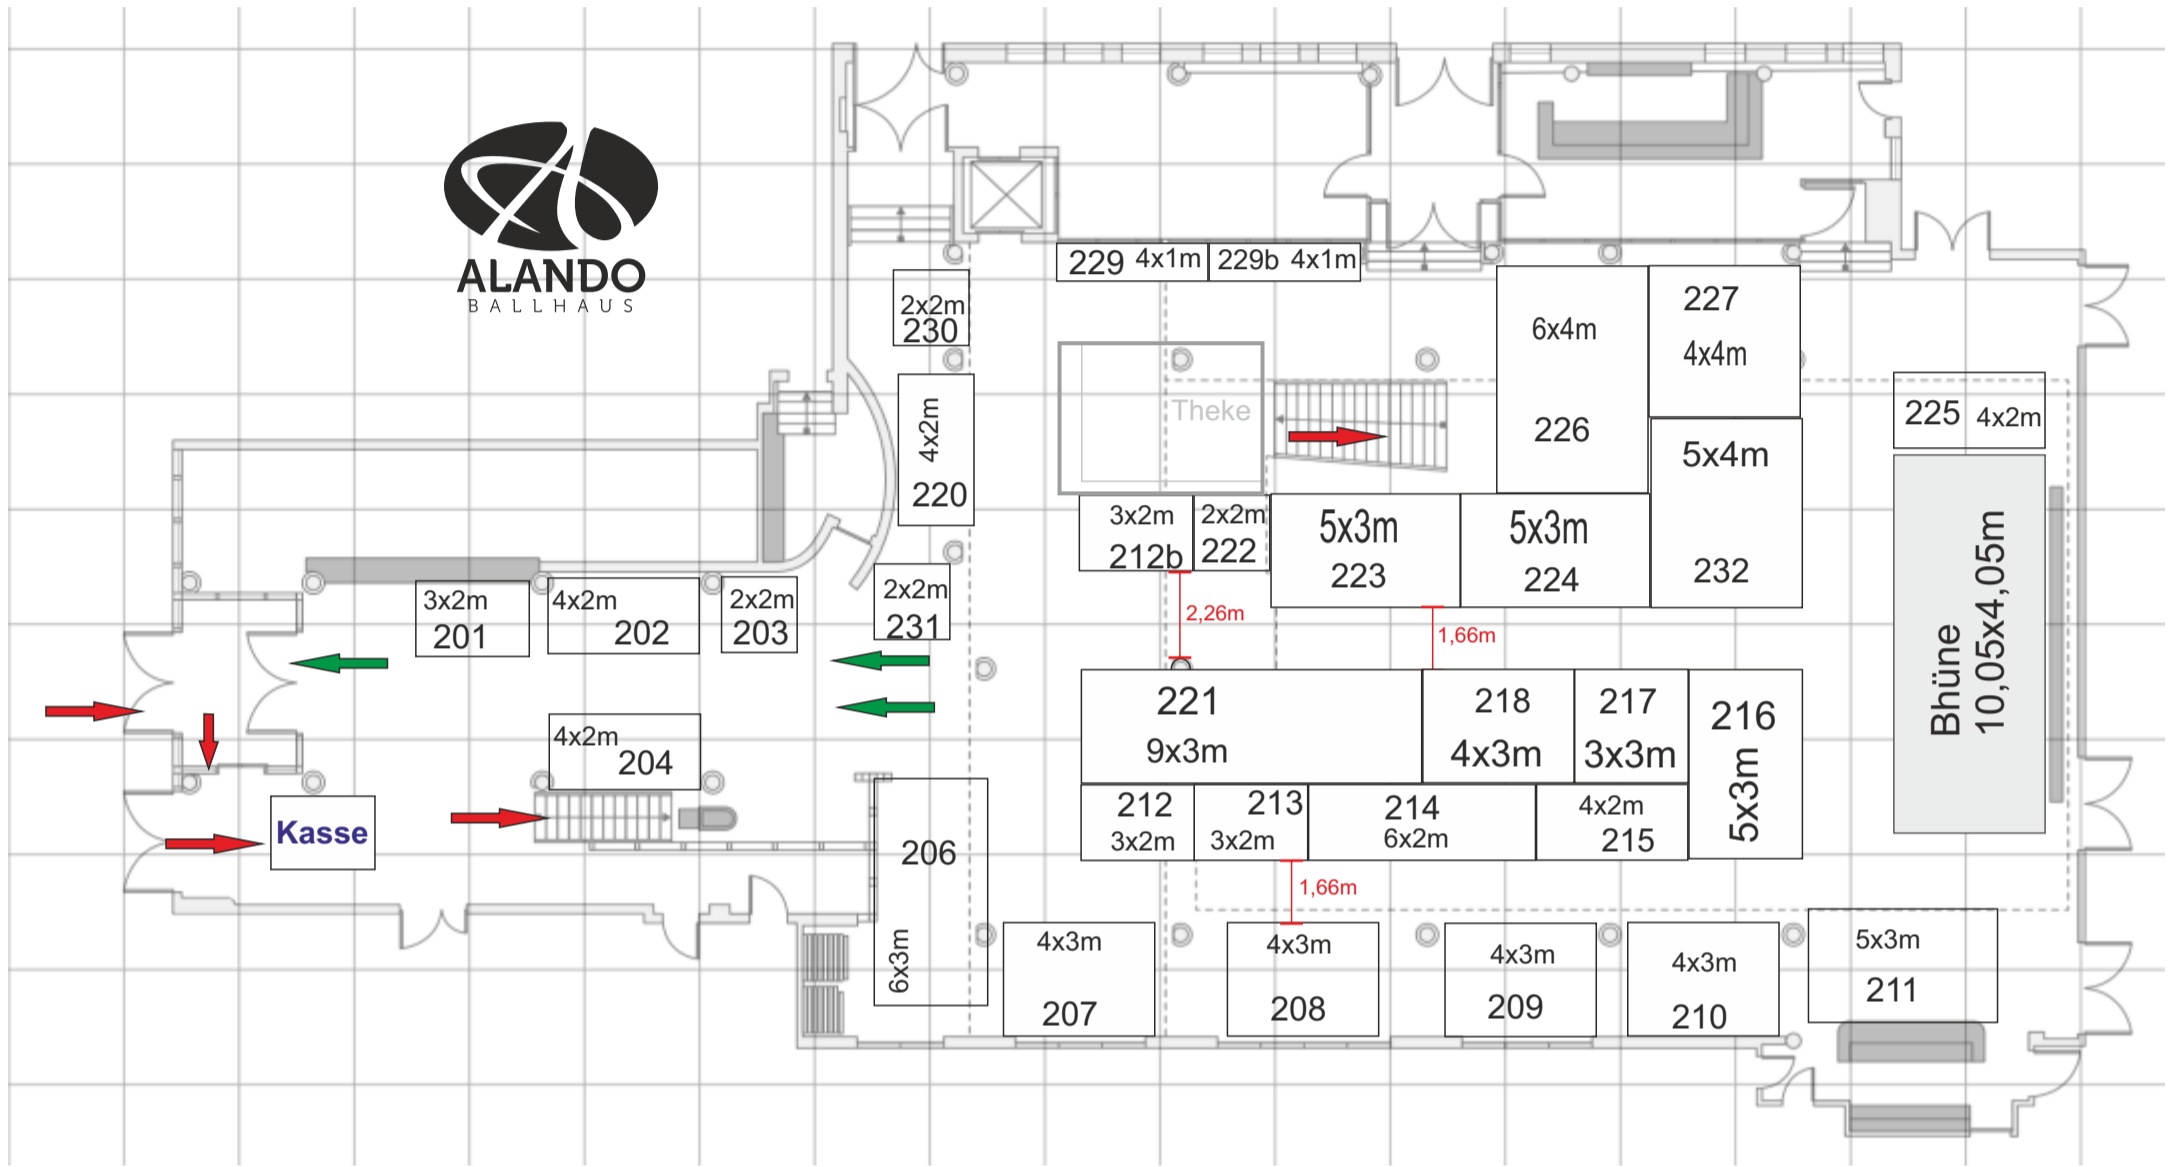 ALANDO
BALLHAUS
229 4x1m
229b 4x1m
2x2m
230
6x4m
226
227
4x4m
Theke
4x2m
220
225 4x2m
5x4m
232
3x2m
212b
2x2m
222
5x3m
223
5x3m
224
Bhüne
10,05x4,05m
3x2m
201
4x2m
202
2x2m
203
2x2m
231
2,26m
1,66m
221
9x3m
218
4x3m
217
3x3m
216
5x3m
4x2m
204
Kasse
206
6x3m
212
3x2m
213
3x2m
214
6x2m
4x2m
215
1,66m
4x3m
207
4x3m
208
4x3m
209
4x3m
210
5x3m
211